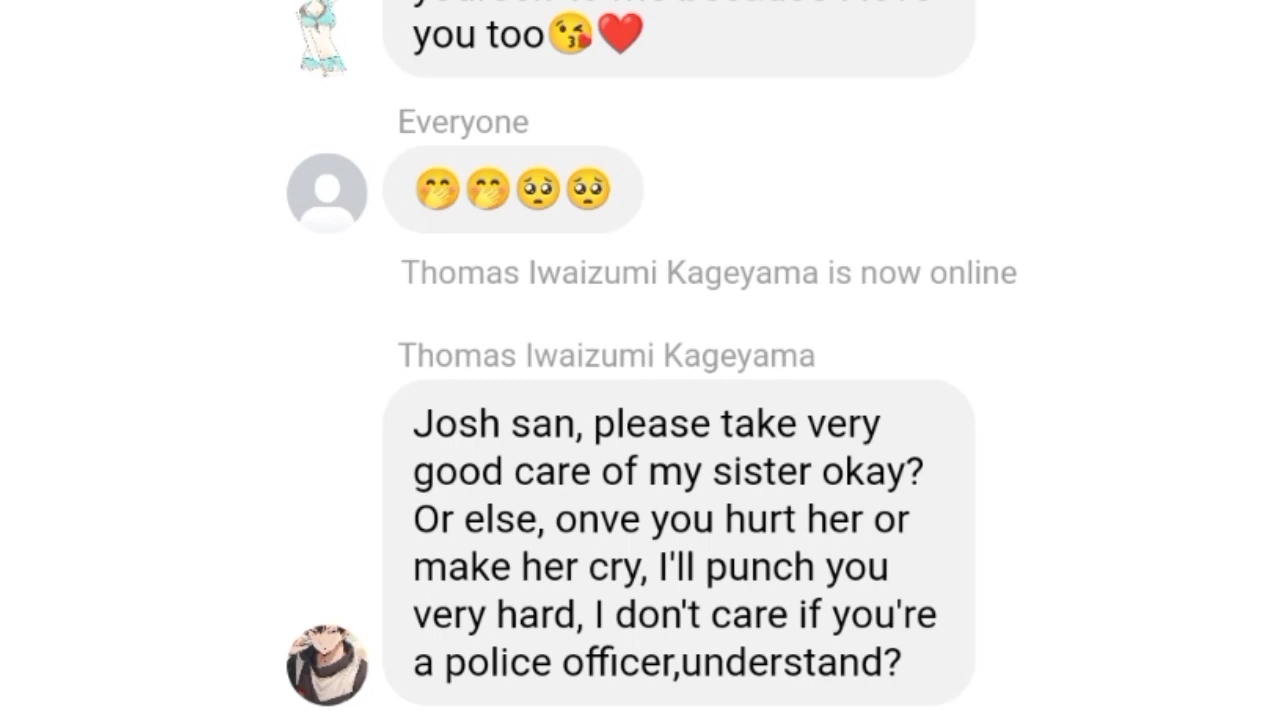 you too😘❤️
Everyone
🤭🤭🥺🥺
Thomas Iwaizumi Kageyama is now online
Thomas Iwaizumi Kageyama
Josh san, please take very
good care of my sister okay?
Or else, onve you hurt her or
make her cry, I'll punch you
very hard, I don't care if you're
a police officer,understand?